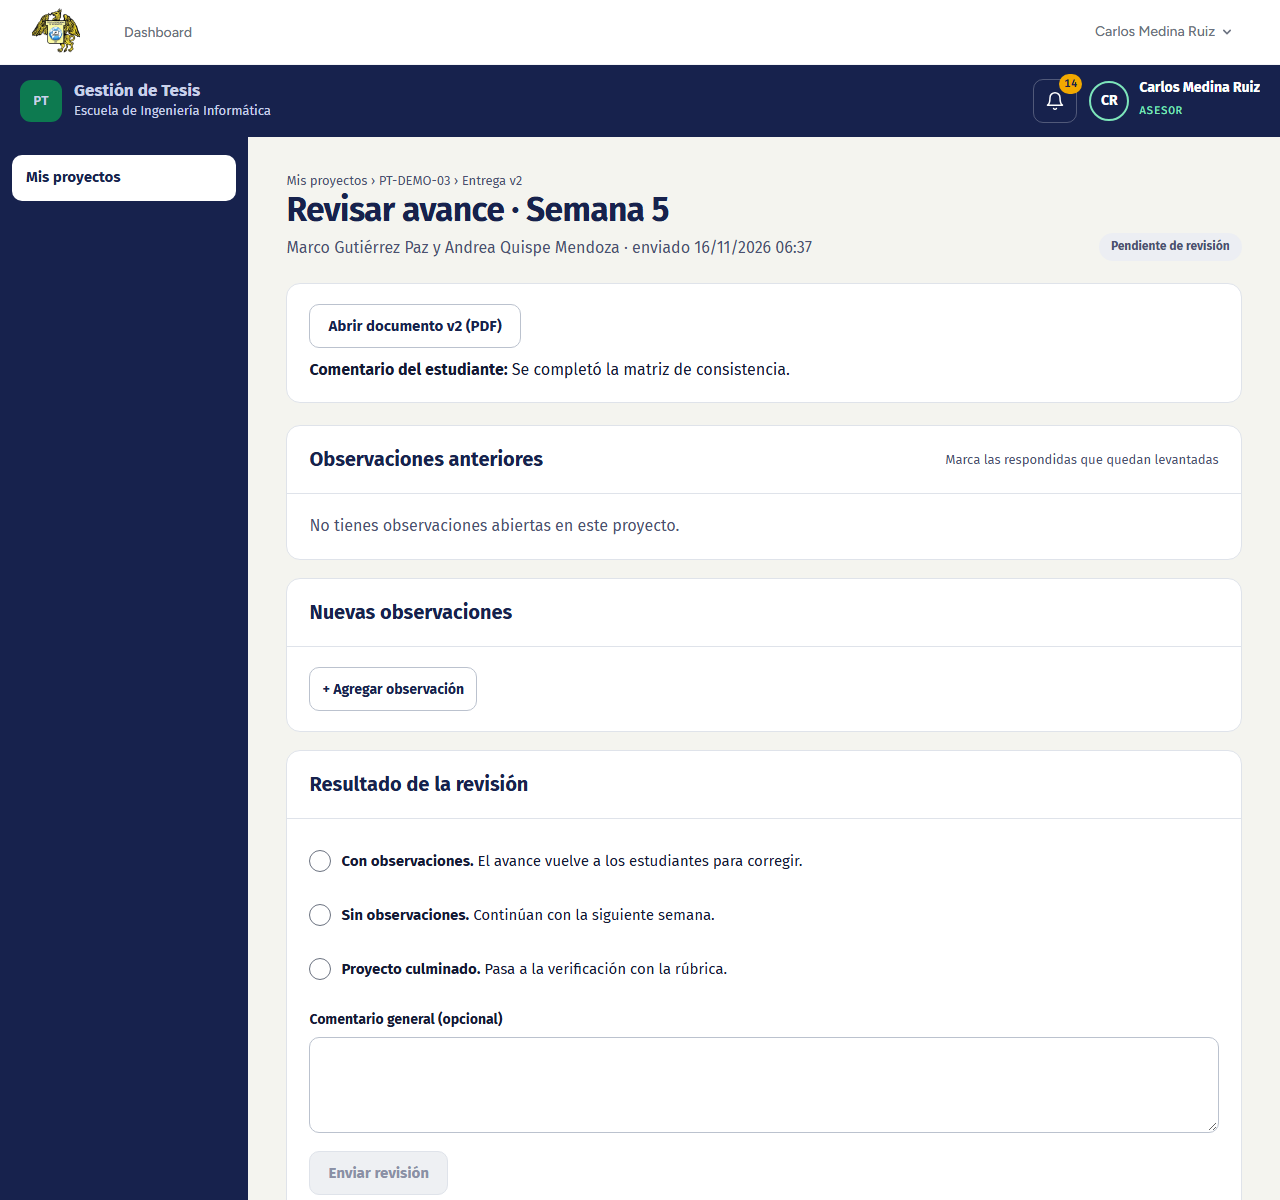 Dashboard
Carlos Medina Ruiz
PT
Gestión de Tesis
Escuela de Ingeniería Informática
14
CR
Carlos Medina Ruiz
ASESOR
Mis proyectos
Mis proyectos › PT-DEMO-03 › Entrega v2
Revisar avance · Semana 5
Marco Gutiérrez Paz y Andrea Quispe Mendoza · enviado 16/11/2026 06:37
Pendiente de revisión
Abrir documento v2 (PDF)
Comentario del estudiante: Se completó la matriz de consistencia.
Observaciones anteriores
Marca las respondidas que quedan levantadas
No tienes observaciones abiertas en este proyecto.
Nuevas observaciones
+ Agregar observación
Resultado de la revisión
Con observaciones. El avance vuelve a los estudiantes para corregir.
Sin observaciones. Continúan con la siguiente semana.
Proyecto culminado. Pasa a la verificación con la rúbrica.
Comentario general (opcional)
Enviar revisión